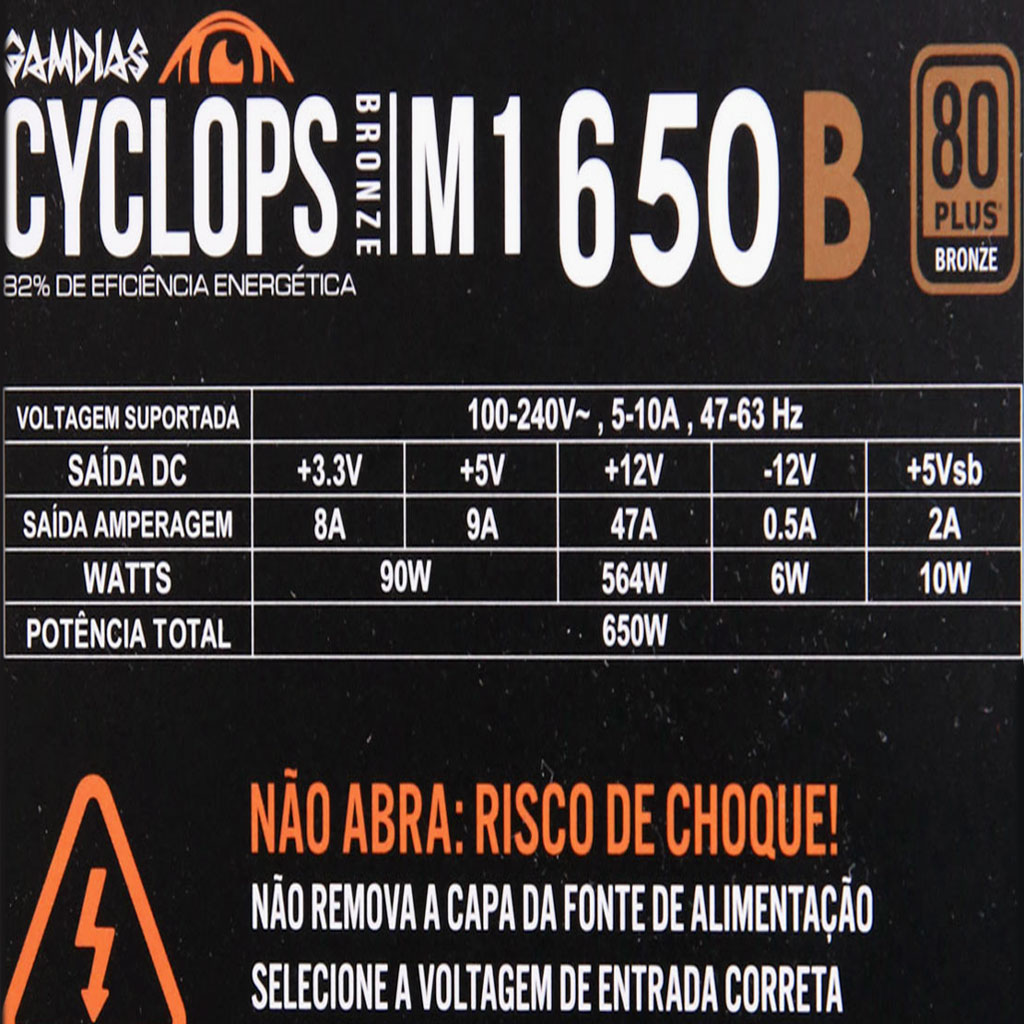 GAMDIAS
CYCLOPS BRONZE M1 650 B
80 PLUS BRONZE
82% DE EFICIÊNCIA ENERGÉTICA
VOLTAGEM SUPORTADA 100-240V~ , 5-10A , 47-63 Hz
SAÍDA DC +3.3V +5V +12V -12V +5Vsb
SAÍDA AMPERAGEM 8A 9A 47A 0.5A 2A
WATTS 90W 564W 6W 10W
POTÊNCIA TOTAL 650W
NÃO ABRA: RISCO DE CHOQUE!
NÃO REMOVA A CAPA DA FONTE DE ALIMENTAÇÃO
SELECIONE A VOLTAGEM DE ENTRADA CORRETA